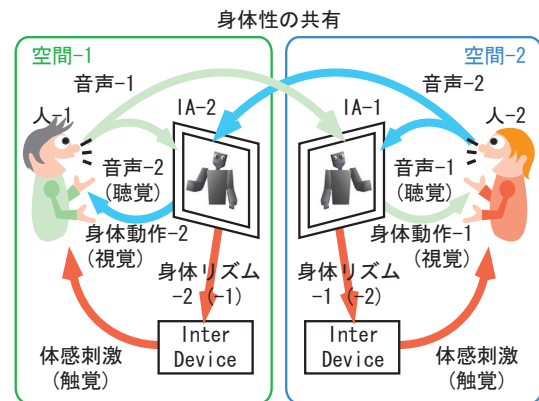 身体性の共有
空間-1
空間-2
音声-1
音声-2
人-1
IA-2
IA-1
人-2
音声-2
(聴覚)
音声-1
(聴覚)
身体動作-2
(視覚)
身体動作-1
(視覚)
身体リズム
-2 (-1)
身体リズム
-1 (-2)
Inter
Device
Inter
Device
体感刺激
(触覚)
体感刺激
(触覚)